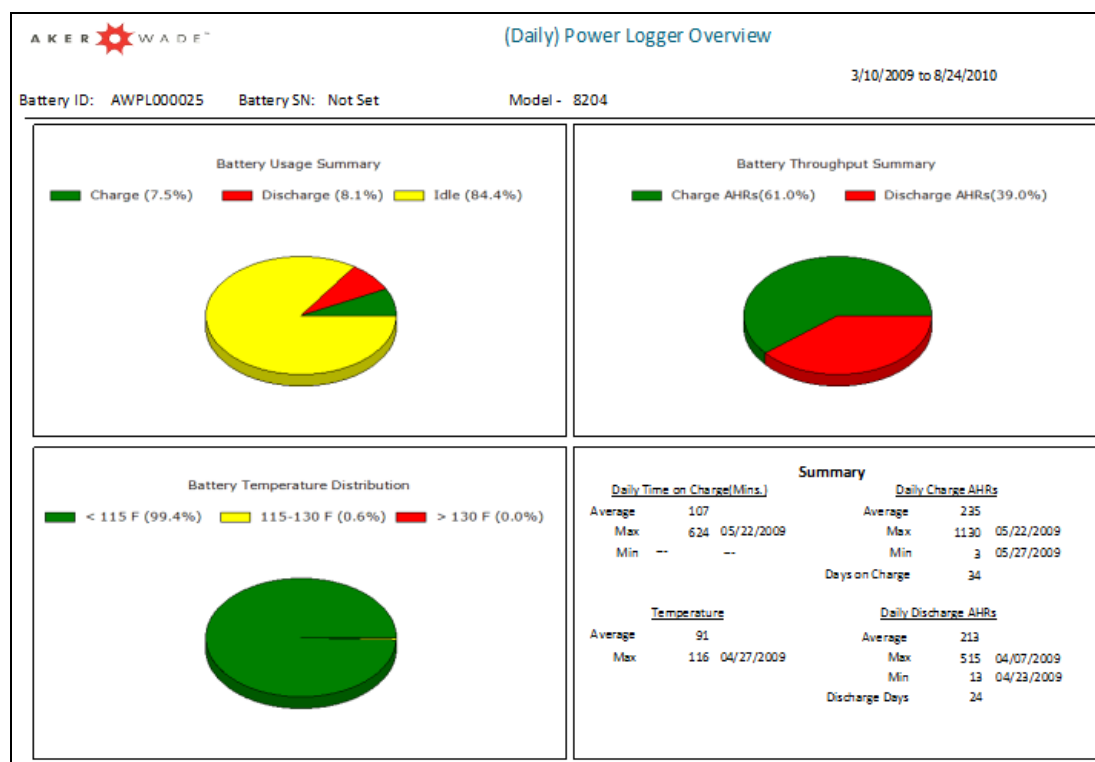 AKER WADE™
(Daily) Power Logger Overview
3/10/2009 to 8/24/2010
Battery ID: AWPL000025 Battery SN: Not Set Model - 8204
Battery Usage Summary
Charge (7.5%) Discharge (8.1%) Idle (84.4%)
Battery Throughput Summary
Charge AHRs(61.0%) Discharge AHRs(39.0%)
Battery Temperature Distribution
< 115 F (99.4%) 115-130 F (0.6%) > 130 F (0.0%)
Summary
Daily Time on Charge(Mins.)
Average 107
Max 624 05/22/2009
Min --- ---
Daily Charge AHRs
Average 235
Max 1130 05/22/2009
Min 3 05/27/2009
Days on Charge 34
Temperature
Average 91
Max 116 04/27/2009
Daily Discharge AHRs
Average 213
Max 515 04/07/2009
Min 13 04/23/2009
Discharge Days 24